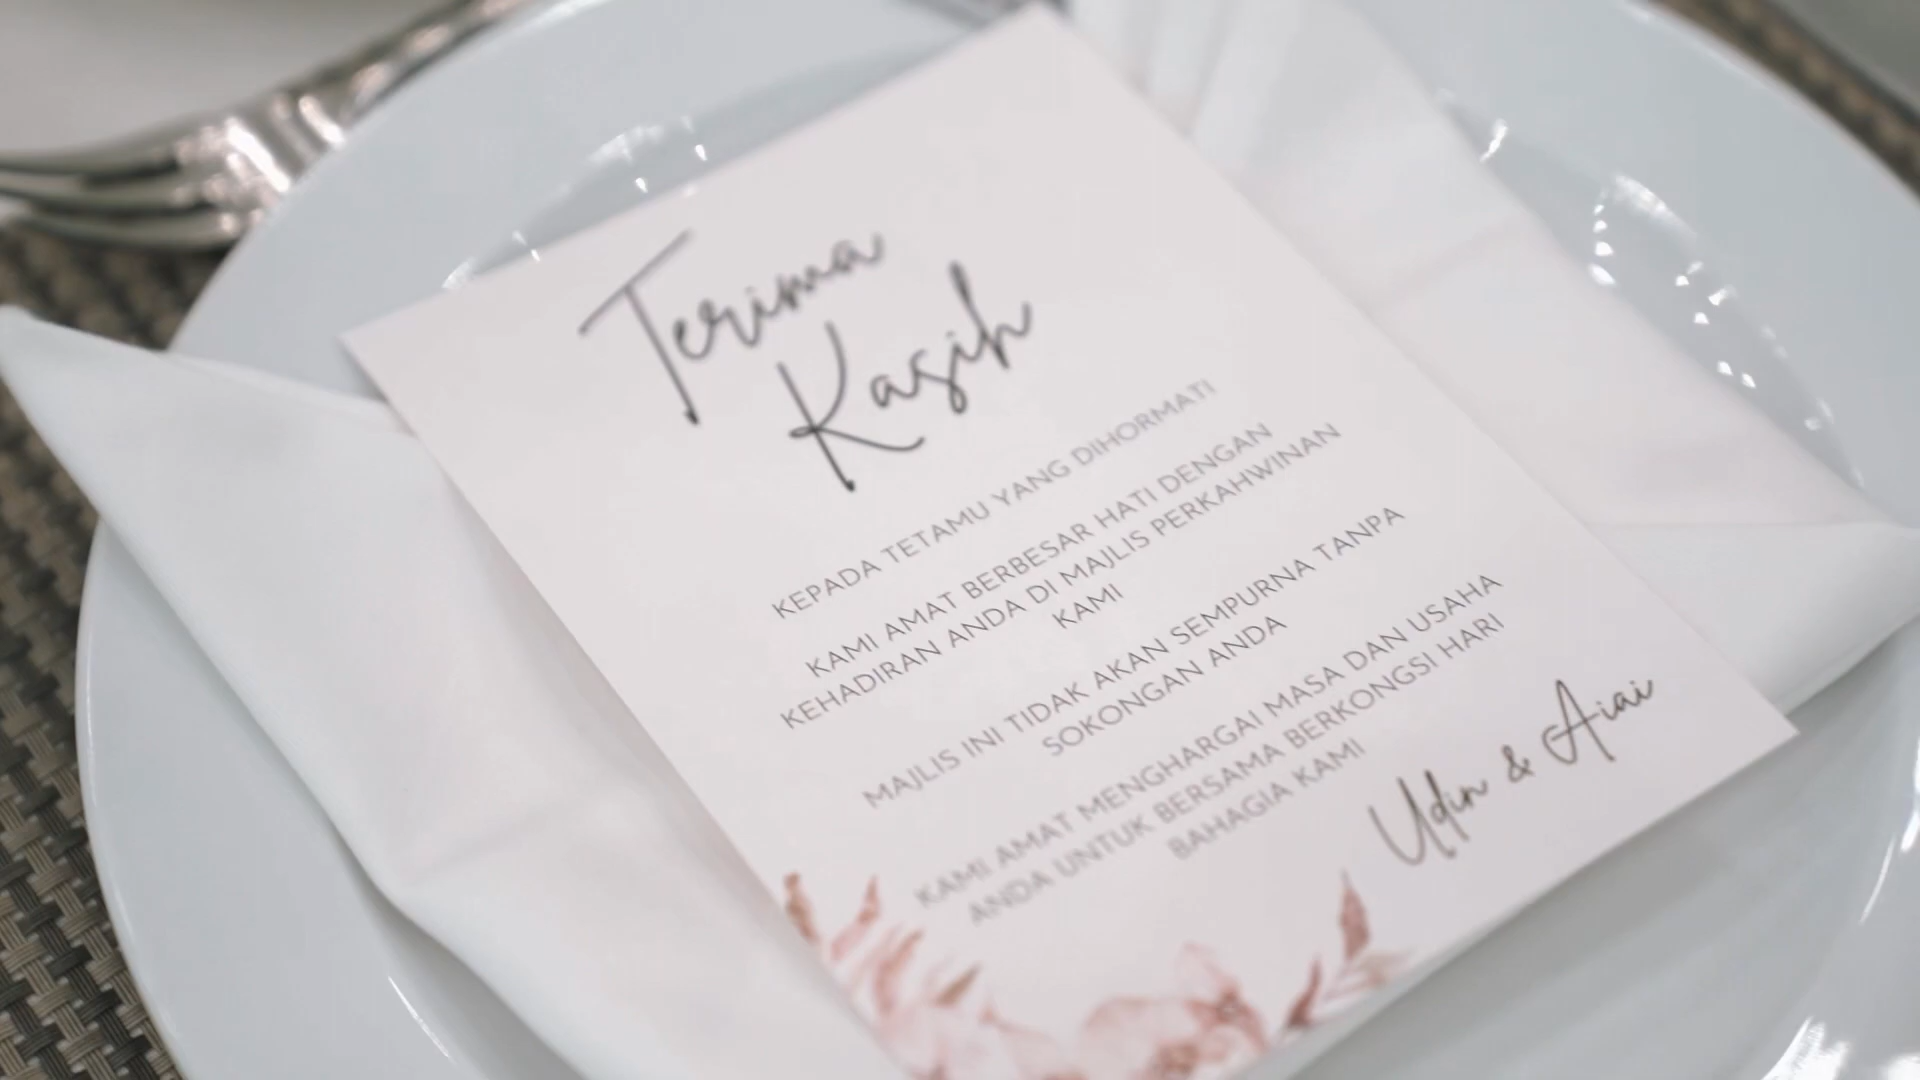 Terima
Kasih
KEPADA TETAMU YANG DIHORMATI
KAMI AMAT BERBESAR HATI DENGAN
KEHADIRAN ANDA DI MAJLIS PERKAHWINAN
KAMI
MAJLIS INI TIDAK AKAN SEMPURNA TANPA
SOKONGAN ANDA
KAMI AMAT MENGHARGAI MASA DAN USAHA
ANDA UNTUK BERSAMA BERKONGSI HARI
BAHAGIA KAMI
Udin & Aiai